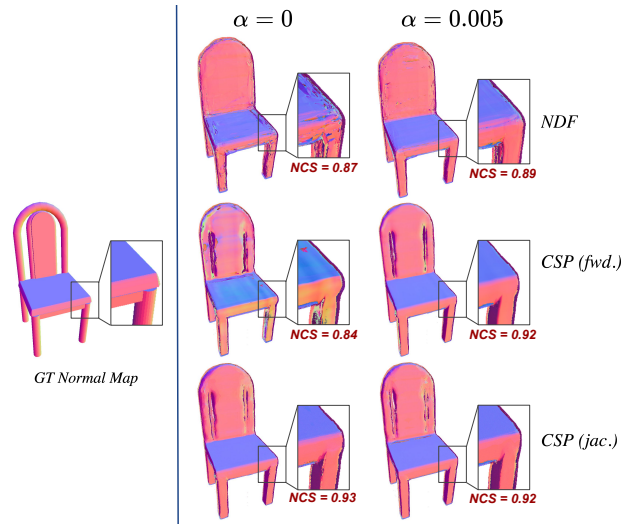 α = 0
α = 0.005
NDF
NCS = 0.87
NCS = 0.89
CSP (fwd.)
NCS = 0.84
NCS = 0.92
GT Normal Map
CSP (jac.)
NCS = 0.93
NCS = 0.92